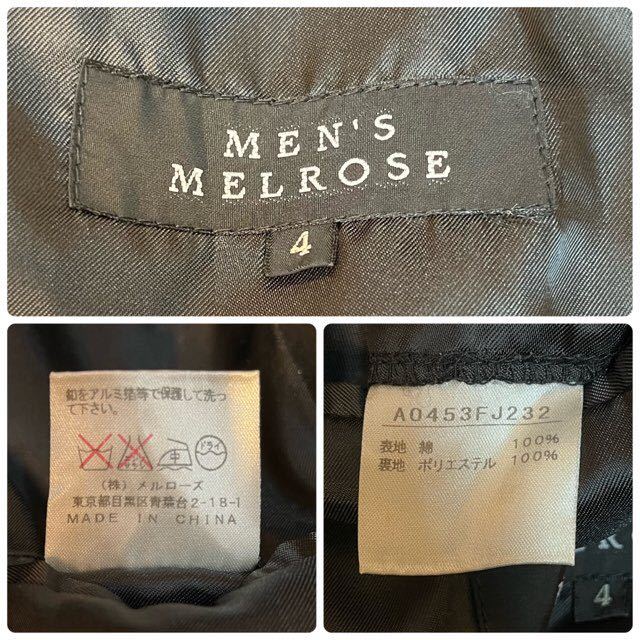 MEN'S
MELROSE
4
釦をアルミ箔等で保護して洗っ
て下さい。
中
ドライ
(株) メルローズ
東京都目黒区青葉台2-18-1
MADE IN CHINA
A0453FJ232
表地 綿 100%
裏地 ポリエステル 100%
4